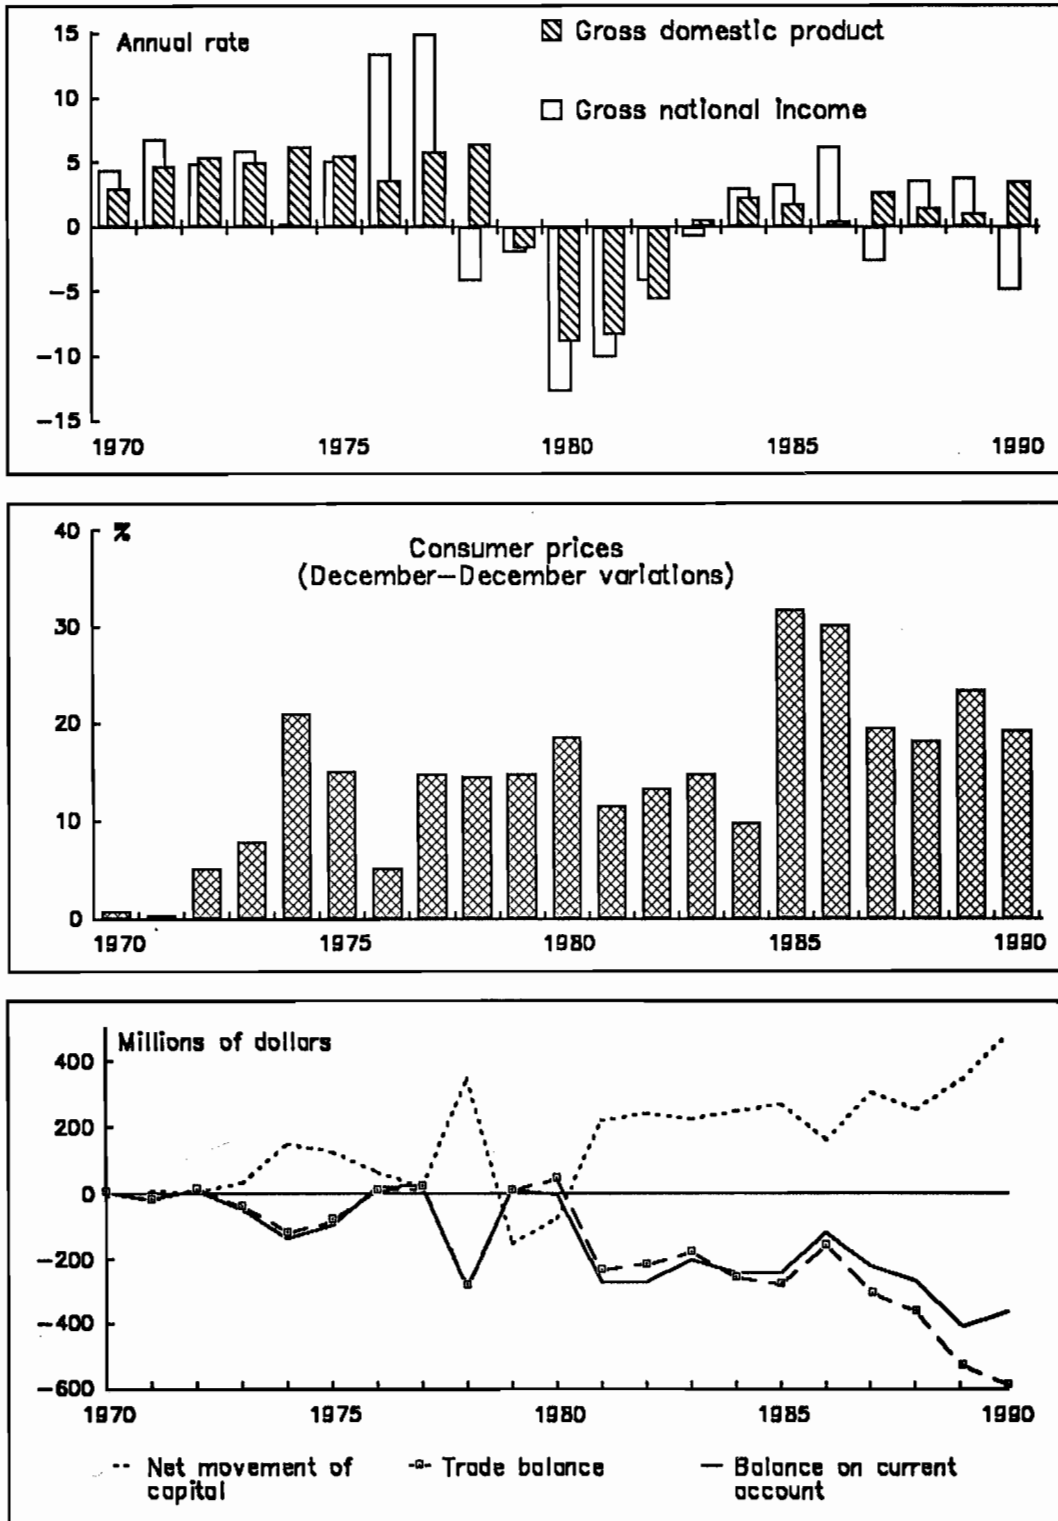 Annual rate
Gross domestic product
Gross national income
15
10
5
0
−5
−10
−15
1970 1975 1980 1985 1990
%
Consumer prices
(December−December variations)
40
30
20
10
0
1970 1975 1980 1985 1990
Millions of dollars
400
200
0
−200
−400
−600
1970 1975 1980 1985 1990
Net movement of capital
Trade balance
Balance on current account